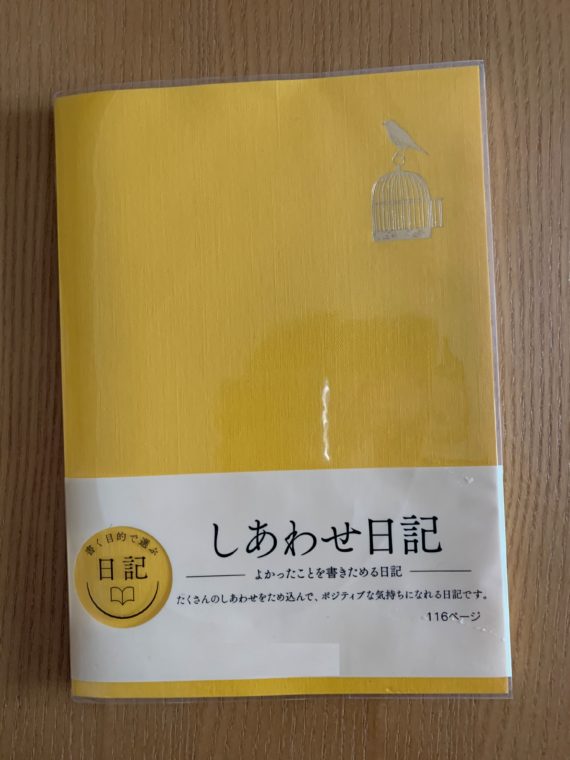 書く目的で選ぶ
日記
しあわせ日記
よかったことを書きためる日記
たくさんのしあわせをため込んで、ポジティブな気持ちになれる日記です。
116ページ